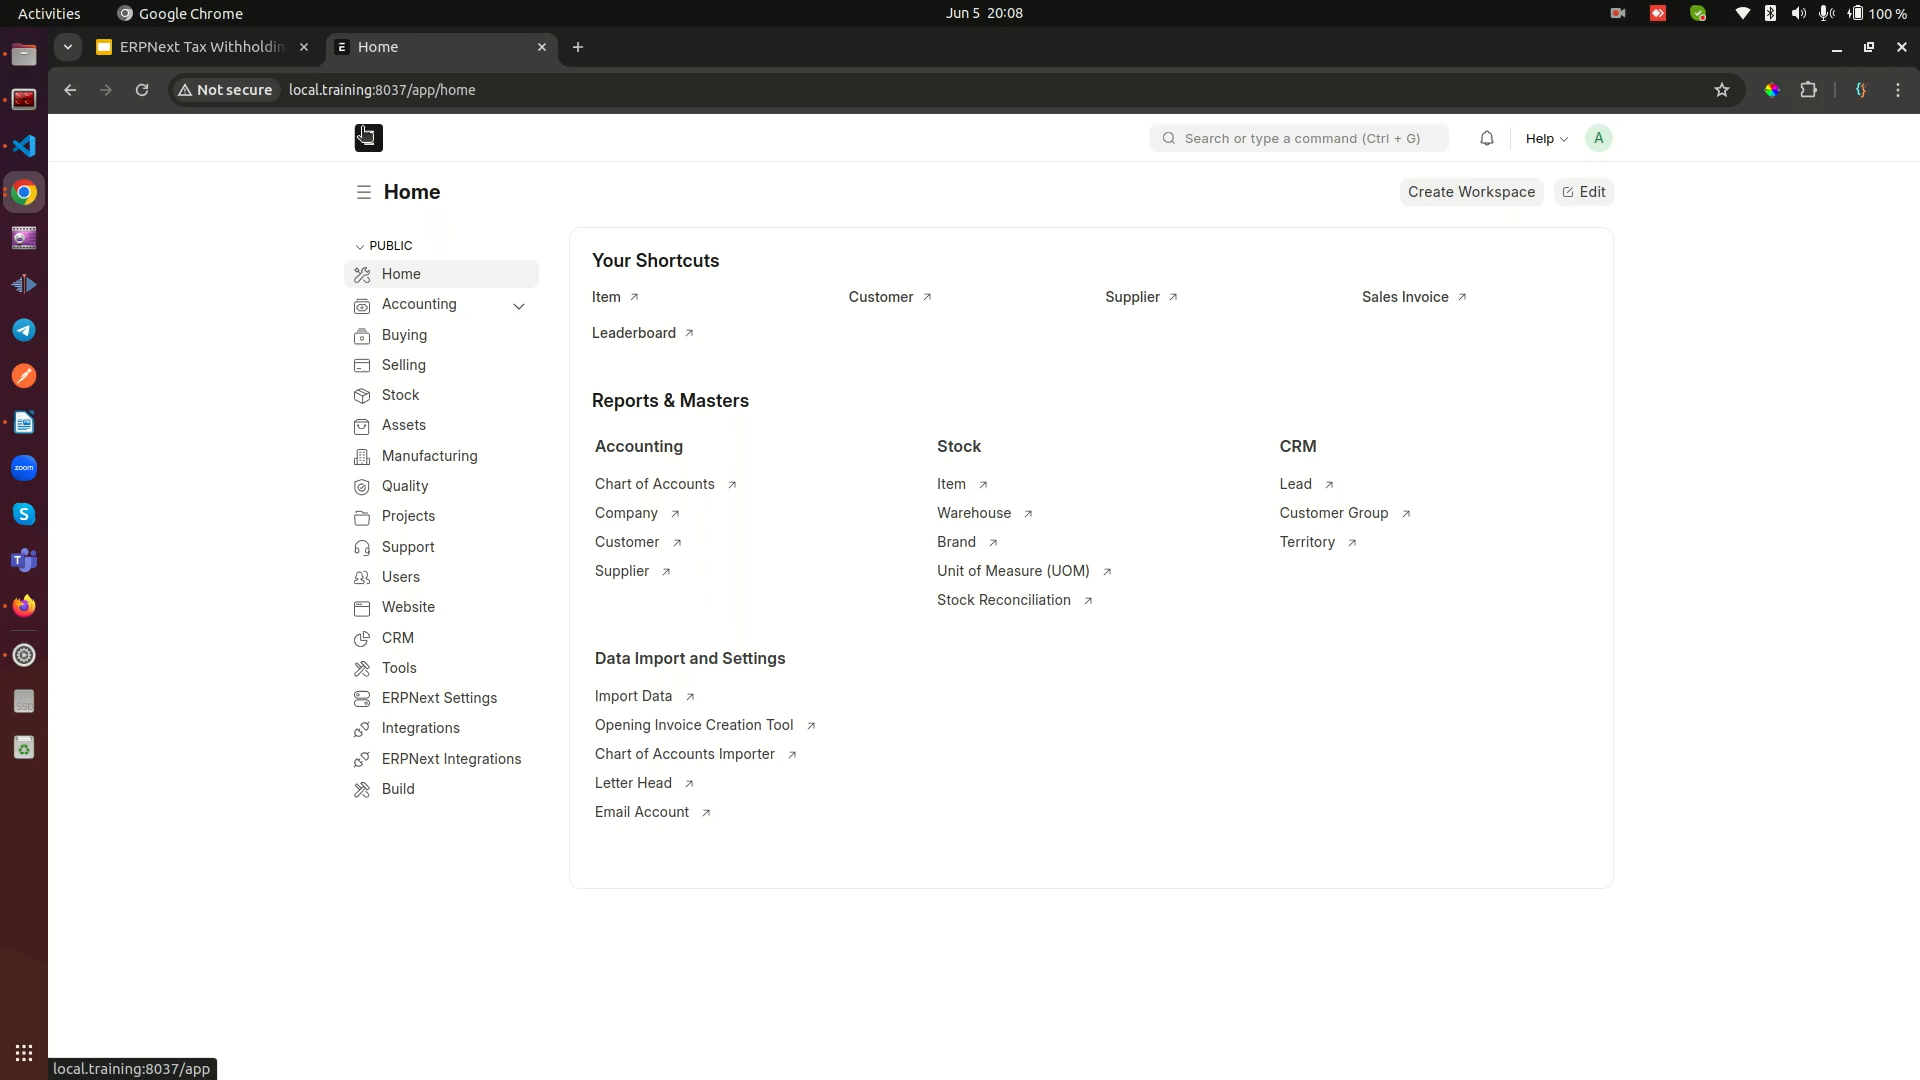 Activities
Google Chrome
Jun 5 20:08
100 %
ERPNext Tax Withholdin
E
Home
Not secure
local.training:8037/app/home
Search or type a command (Ctrl + G)
Help
A
Home
Create Workspace
Edit
PUBLIC
Home
Accounting
Buying
Selling
Stock
Assets
Manufacturing
Quality
Projects
Support
Users
Website
CRM
Tools
ERPNext Settings
Integrations
ERPNext Integrations
Build
Your Shortcuts
Item
Customer
Supplier
Sales Invoice
Leaderboard
Reports & Masters
Accounting
Chart of Accounts
Company
Customer
Supplier
Stock
Item
Warehouse
Brand
Unit of Measure (UOM)
Stock Reconciliation
CRM
Lead
Customer Group
Territory
Data Import and Settings
Import Data
Opening Invoice Creation Tool
Chart of Accounts Importer
Letter Head
Email Account
zoom
S
T
SSD
local.training:8037/app